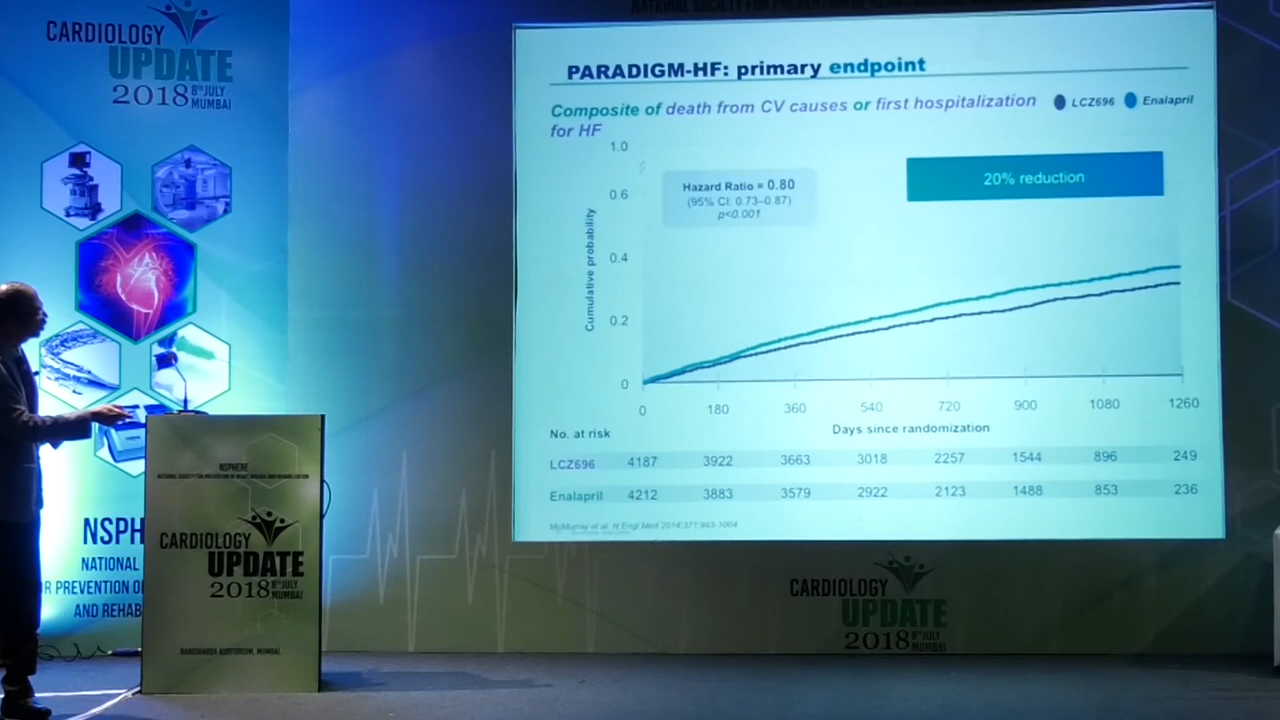 CARDIOLOGY
UPDATE
2018 8TH JULY
MUMBAI
PARADIGM-HF: primary endpoint
Composite of death from CV causes or first hospitalization
for HF
LCZ696
Enalapril
1.0
0.6
0.4
0.2
0
Cumulative probability
Hazard Ratio = 0.80
(95% CI: 0.73–0.87)
p<0.001
20% reduction
0 180 360 540 720 900 1080 1260
Days since randomization
No. at risk
LCZ696 4187 3922 3663 3018 2257 1544 896 249
Enalapril 4212 3883 3579 2922 2123 1488 853 236
McMurray et al. N Engl Med 2014;371:993-1004
NSPH
NATIONAL
R PREVENTION O
AND REHAB
NSPHERE
NATIONAL SOCIETY FOR PREVENTION OF HEART DISEASE AND REHABILITATION
CARDIOLOGY
UPDATE
2018 8TH JULY
MUMBAI
RANGSHARDA AUDITORIUM, MUMBAI
CARDIOLOGY
UPDATE
2018 8TH JULY
MUMBAI